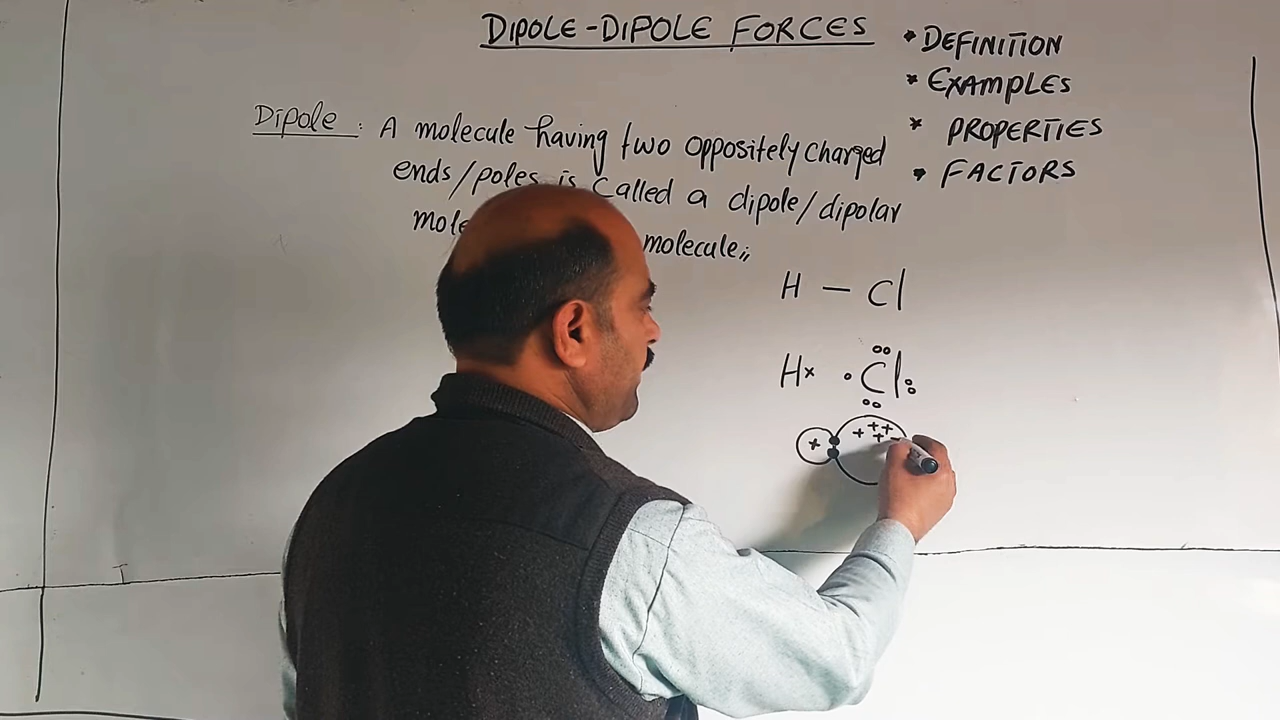 DIPOLE-DIPOLE FORCES
* DEFINITION
* EXAMPLES
* PROPERTIES
* FACTORS
Dipole : A molecule having two oppositely charged
ends/poles is called a dipole/dipolar
molecule;,
H — Cl
H× •Cl
+ + + + +